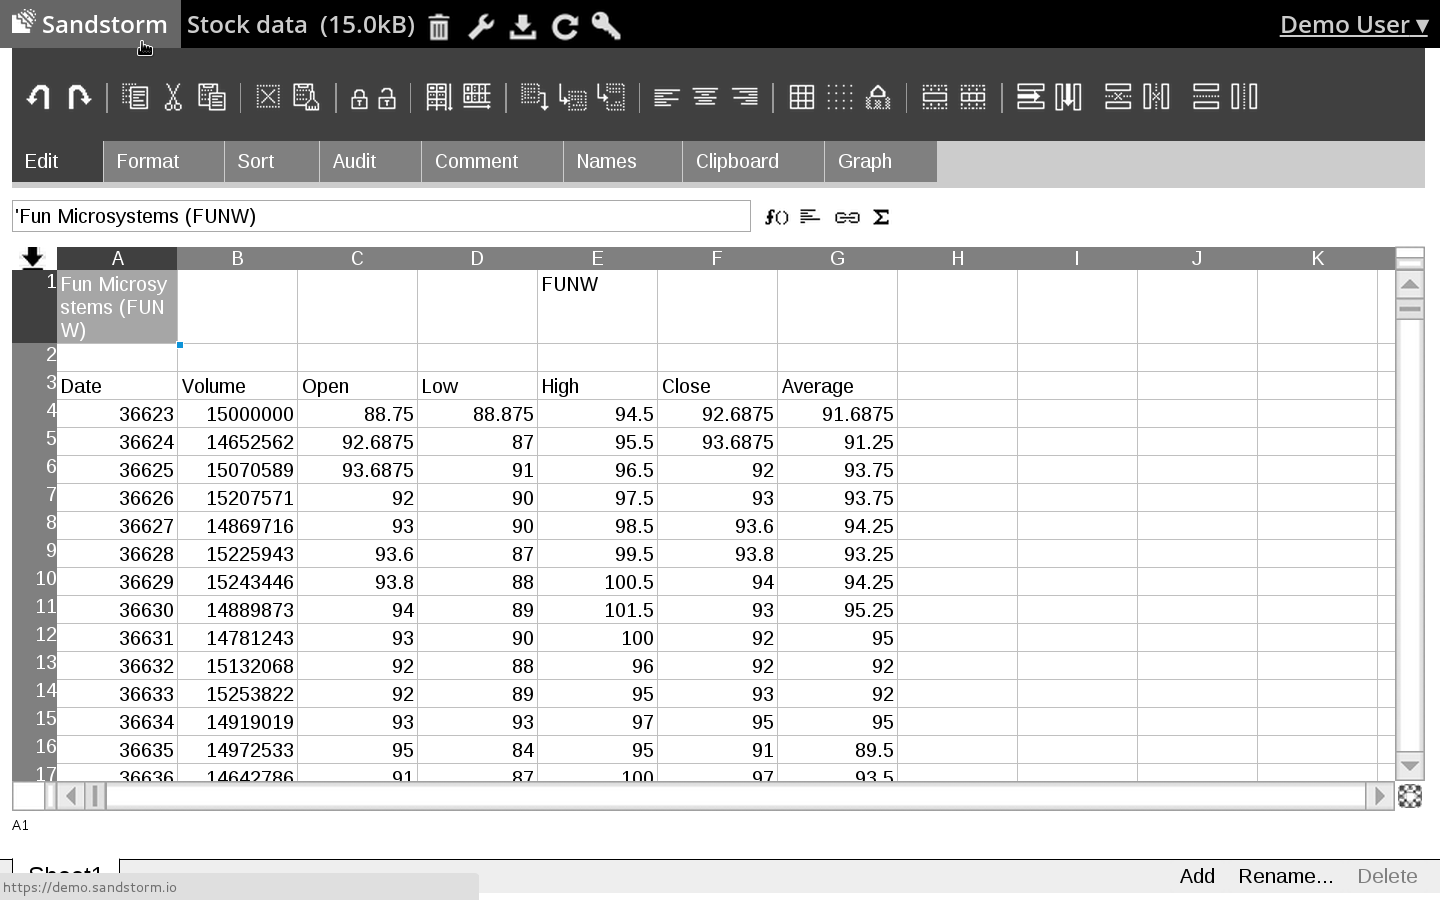 Sandstorm Stock data (15.0kB) Demo User ▾
Edit Format Sort Audit Comment Names Clipboard Graph
'Fun Microsystems (FUNW) f() Σ
A B C D E F G H I J K
1 Fun Microsy FUNW
stems (FUN
W)
2
3 Date Volume Open Low High Close Average
4 36623 15000000 88.75 88.875 94.5 92.6875 91.6875
5 36624 14652562 92.6875 87 95.5 93.6875 91.25
6 36625 15070589 93.6875 91 96.5 92 93.75
7 36626 15207571 92 90 97.5 93 93.75
8 36627 14869716 93 90 98.5 93.6 94.25
9 36628 15225943 93.6 87 99.5 93.8 93.25
10 36629 15243446 93.8 88 100.5 94 94.25
11 36630 14889873 94 89 101.5 93 95.25
12 36631 14781243 93 90 100 92 95
13 36632 15132068 92 88 96 92 92
14 36633 15253822 92 89 95 93 92
15 36634 14919019 93 93 97 95 95
16 36635 14972533 95 84 95 91 89.5
17 36636 14642786 91 87 100 97 93.5
A1
Sheet1 Add Rename... Delete
https://demo.sandstorm.io